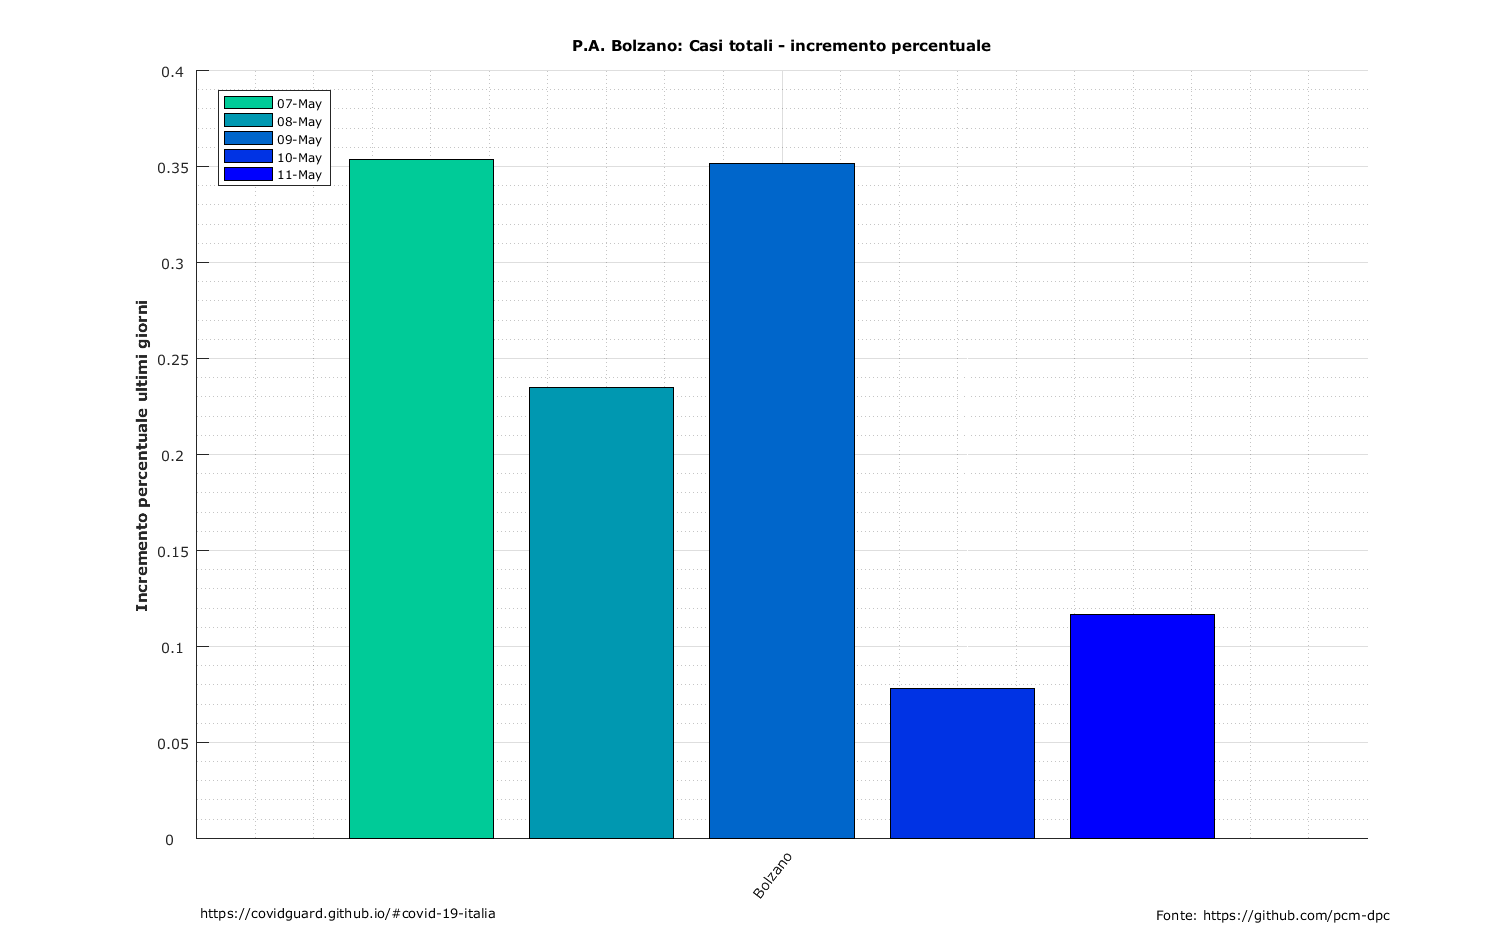 P.A. Bolzano: Casi totali - incremento percentuale
0.4
0.35
0.3
0.25
0.2
0.15
0.1
0.05
0
Incremento percentuale ultimi giorni
07-May
08-May
09-May
10-May
11-May
Bolzano
https://covidguard.github.io/#covid-19-italia
Fonte: https://github.com/pcm-dpc